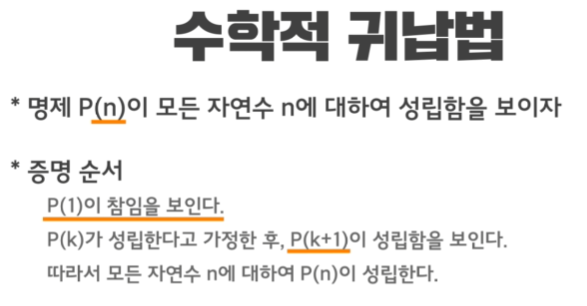 수학적 귀납법
* 명제 P(n)이 모든 자연수 n에 대하여 성립함을 보이자
* 증명 순서
P(1)이 참임을 보인다.
P(k)가 성립한다고 가정한 후, P(k+1)이 성립함을 보인다.
따라서 모든 자연수 n에 대하여 P(n)이 성립한다.